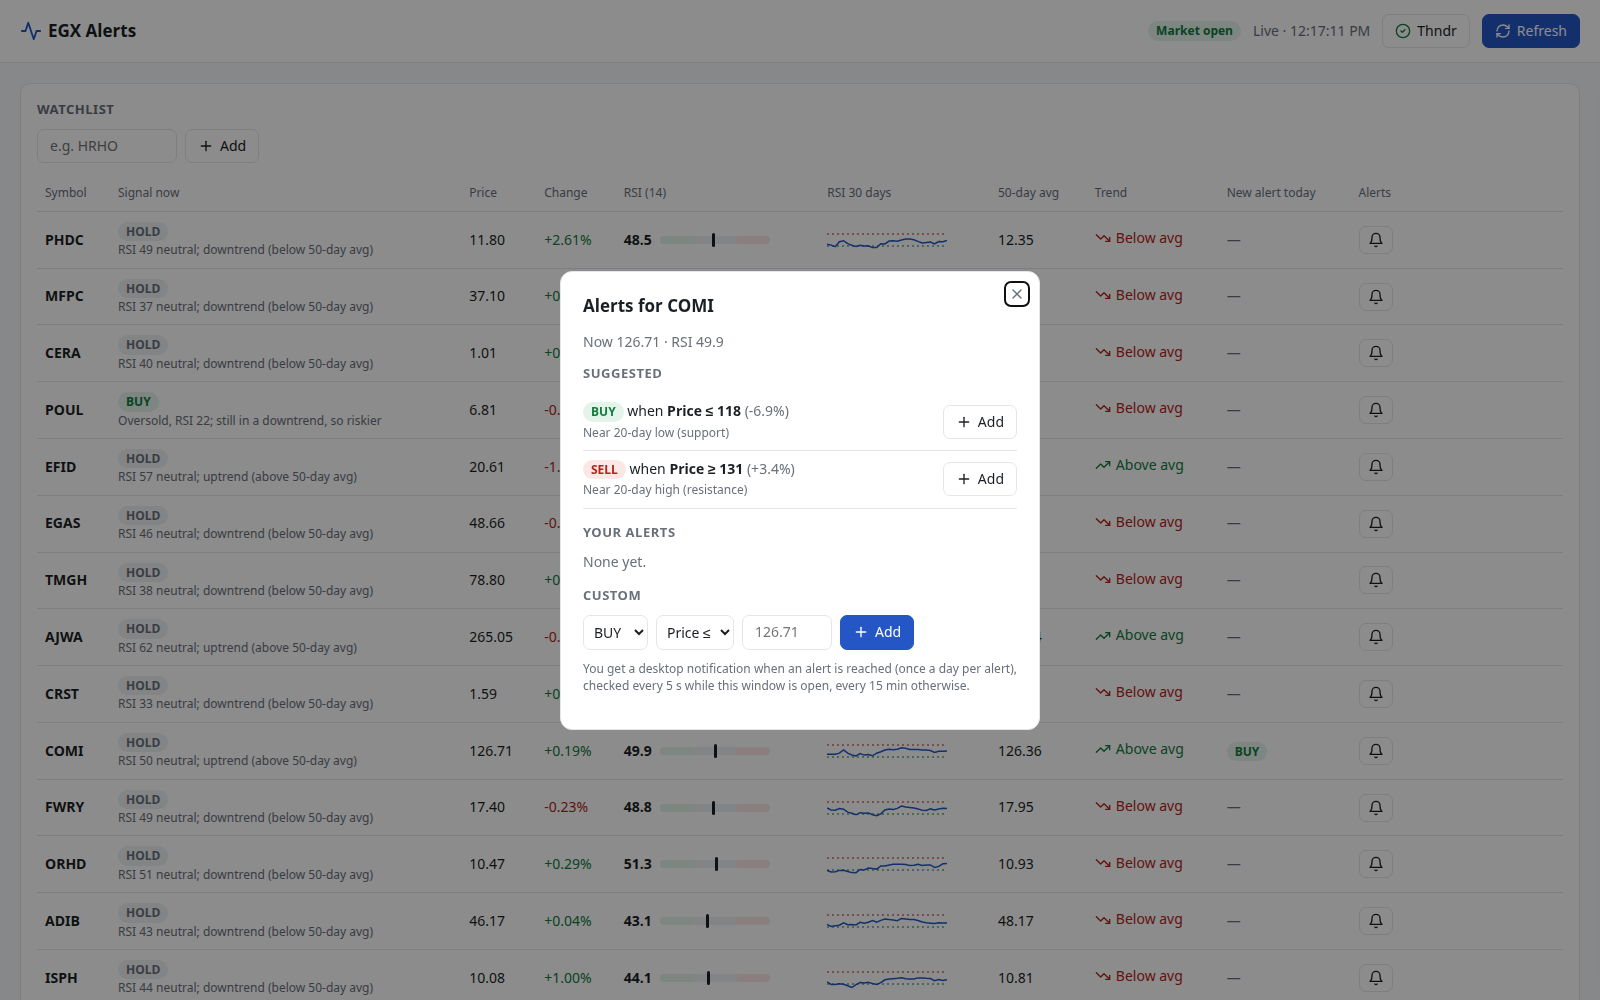 EGX Alerts
Market open Live · 12:17:11 PM Thndr Refresh
WATCHLIST
e.g. HRHO Add
Symbol Signal now Price Change RSI (14) RSI 30 days 50-day avg Trend New alert today Alerts
PHDC HOLD 11.80 +2.61% 48.5 12.35 Below avg —
RSI 49 neutral; downtrend (below 50-day avg)
MFPC HOLD 37.10 +0 Below avg —
RSI 37 neutral; downtrend (below 50-day avg)
CERA HOLD 1.01 +0 Below avg —
RSI 40 neutral; downtrend (below 50-day avg)
POUL BUY 6.81 -0. Below avg —
Oversold, RSI 22; still in a downtrend, so riskier
EFID HOLD 20.61 -1. Above avg —
RSI 57 neutral; uptrend (above 50-day avg)
EGAS HOLD 48.66 -0. Below avg —
RSI 46 neutral; downtrend (below 50-day avg)
TMGH HOLD 78.80 +0 Below avg —
RSI 38 neutral; downtrend (below 50-day avg)
AJWA HOLD 265.05 -0. Above avg —
RSI 62 neutral; uptrend (above 50-day avg)
CRST HOLD 1.59 +0 Below avg —
RSI 33 neutral; downtrend (below 50-day avg)
COMI HOLD 126.71 +0.19% 49.9 126.36 Above avg BUY
RSI 50 neutral; uptrend (above 50-day avg)
FWRY HOLD 17.40 -0.23% 48.8 17.95 Below avg —
RSI 49 neutral; downtrend (below 50-day avg)
ORHD HOLD 10.47 +0.29% 51.3 10.93 Below avg —
RSI 51 neutral; downtrend (below 50-day avg)
ADIB HOLD 46.17 +0.04% 43.1 48.17 Below avg —
RSI 43 neutral; downtrend (below 50-day avg)
ISPH HOLD 10.08 +1.00% 44.1 10.81 Below avg —
RSI 44 neutral; downtrend (below 50-day avg)
Alerts for COMI
Now 126.71 · RSI 49.9
SUGGESTED
BUY when Price ≤ 118 (-6.9%) Add
Near 20-day low (support)
SELL when Price ≥ 131 (+3.4%) Add
Near 20-day high (resistance)
YOUR ALERTS
None yet.
CUSTOM
BUY Price ≤ 126.71 Add
You get a desktop notification when an alert is reached (once a day per alert),
checked every 5 s while this window is open, every 15 min otherwise.